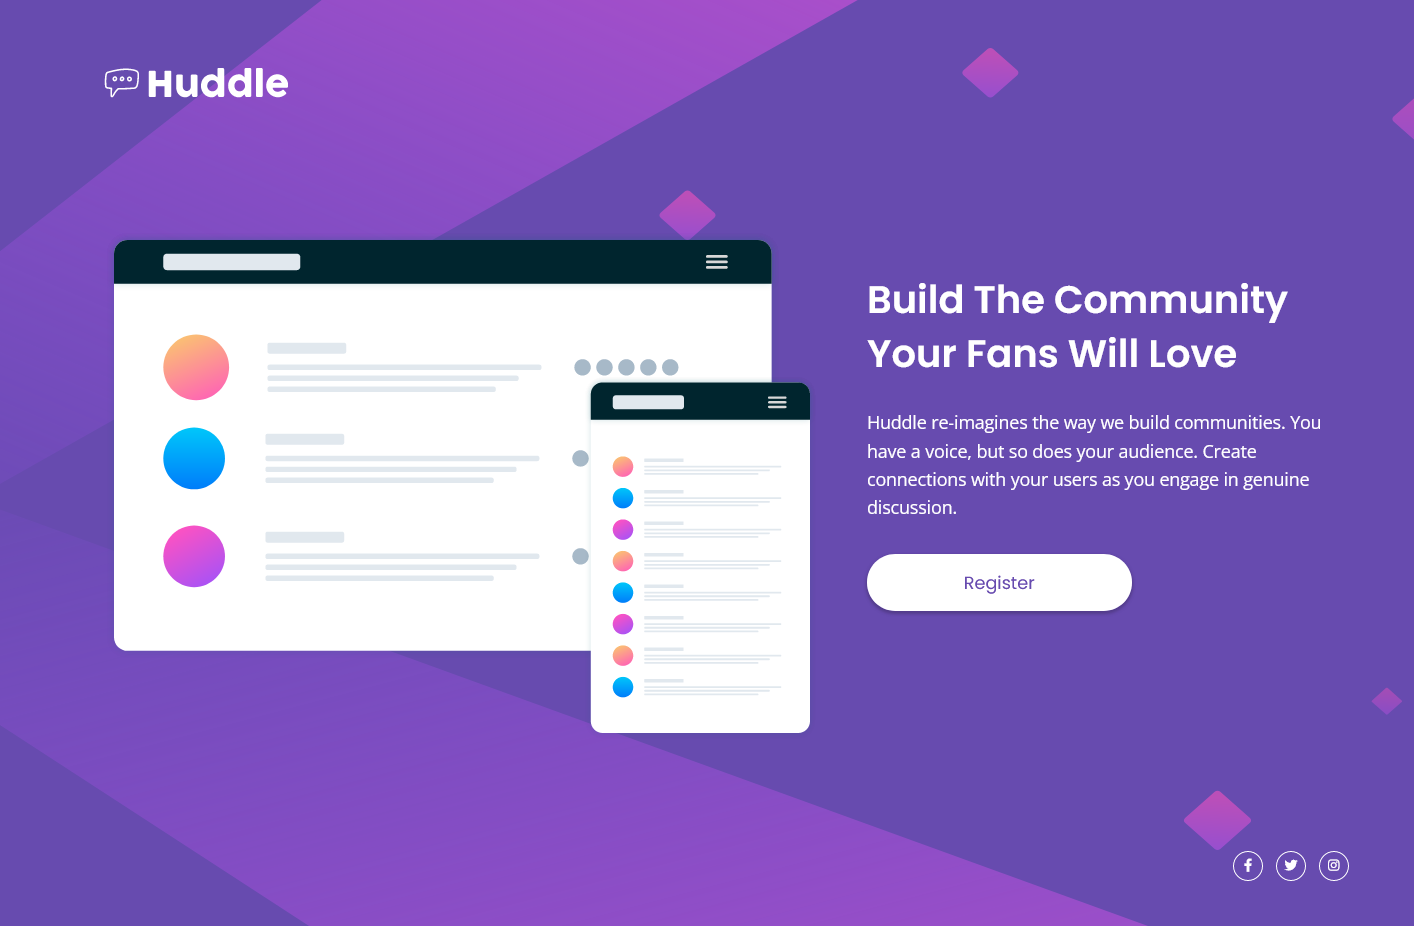 Huddle
Build The Community
Your Fans Will Love
Huddle re-imagines the way we build communities. You
have a voice, but so does your audience. Create
connections with your users as you engage in genuine
discussion.
Register